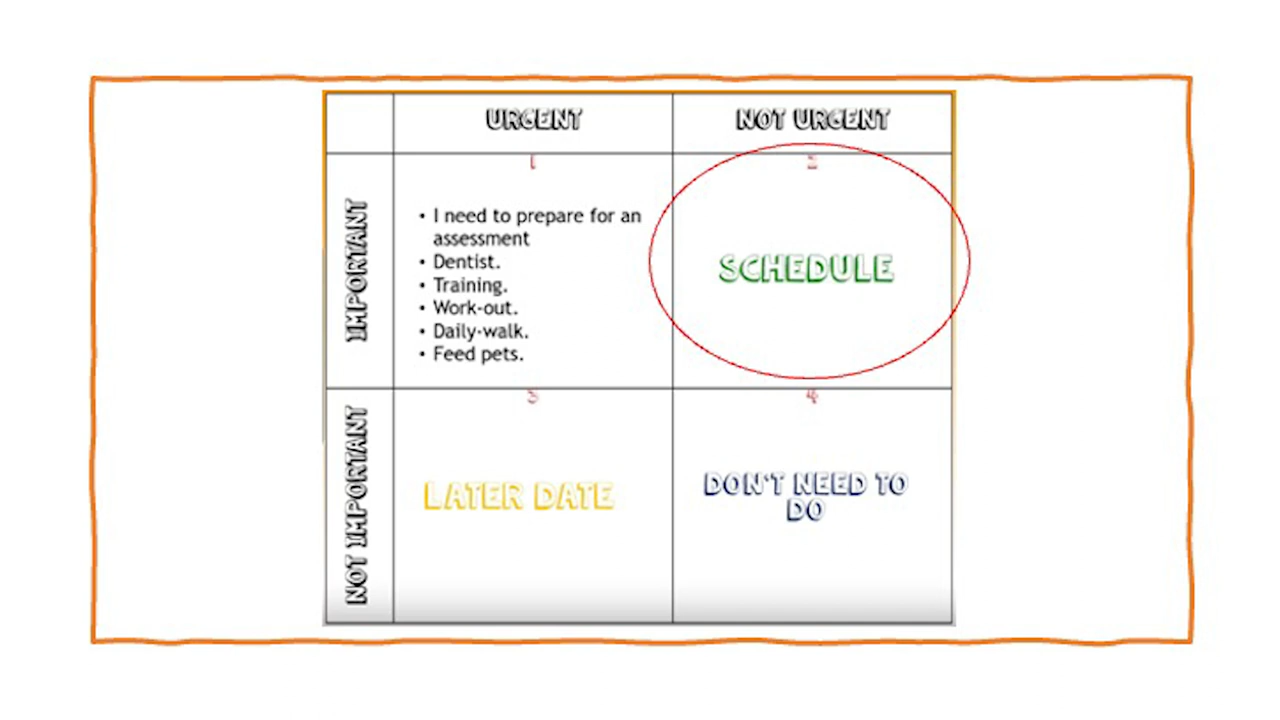 URGENT
NOT URGENT
IMPORTANT
1
• I need to prepare for an
assessment
• Dentist.
• Training.
• Work-out.
• Daily-walk.
• Feed pets.
2
SCHEDULE
NOT IMPORTANT
3
LATER DATE
4
DON'T NEED TO
DO